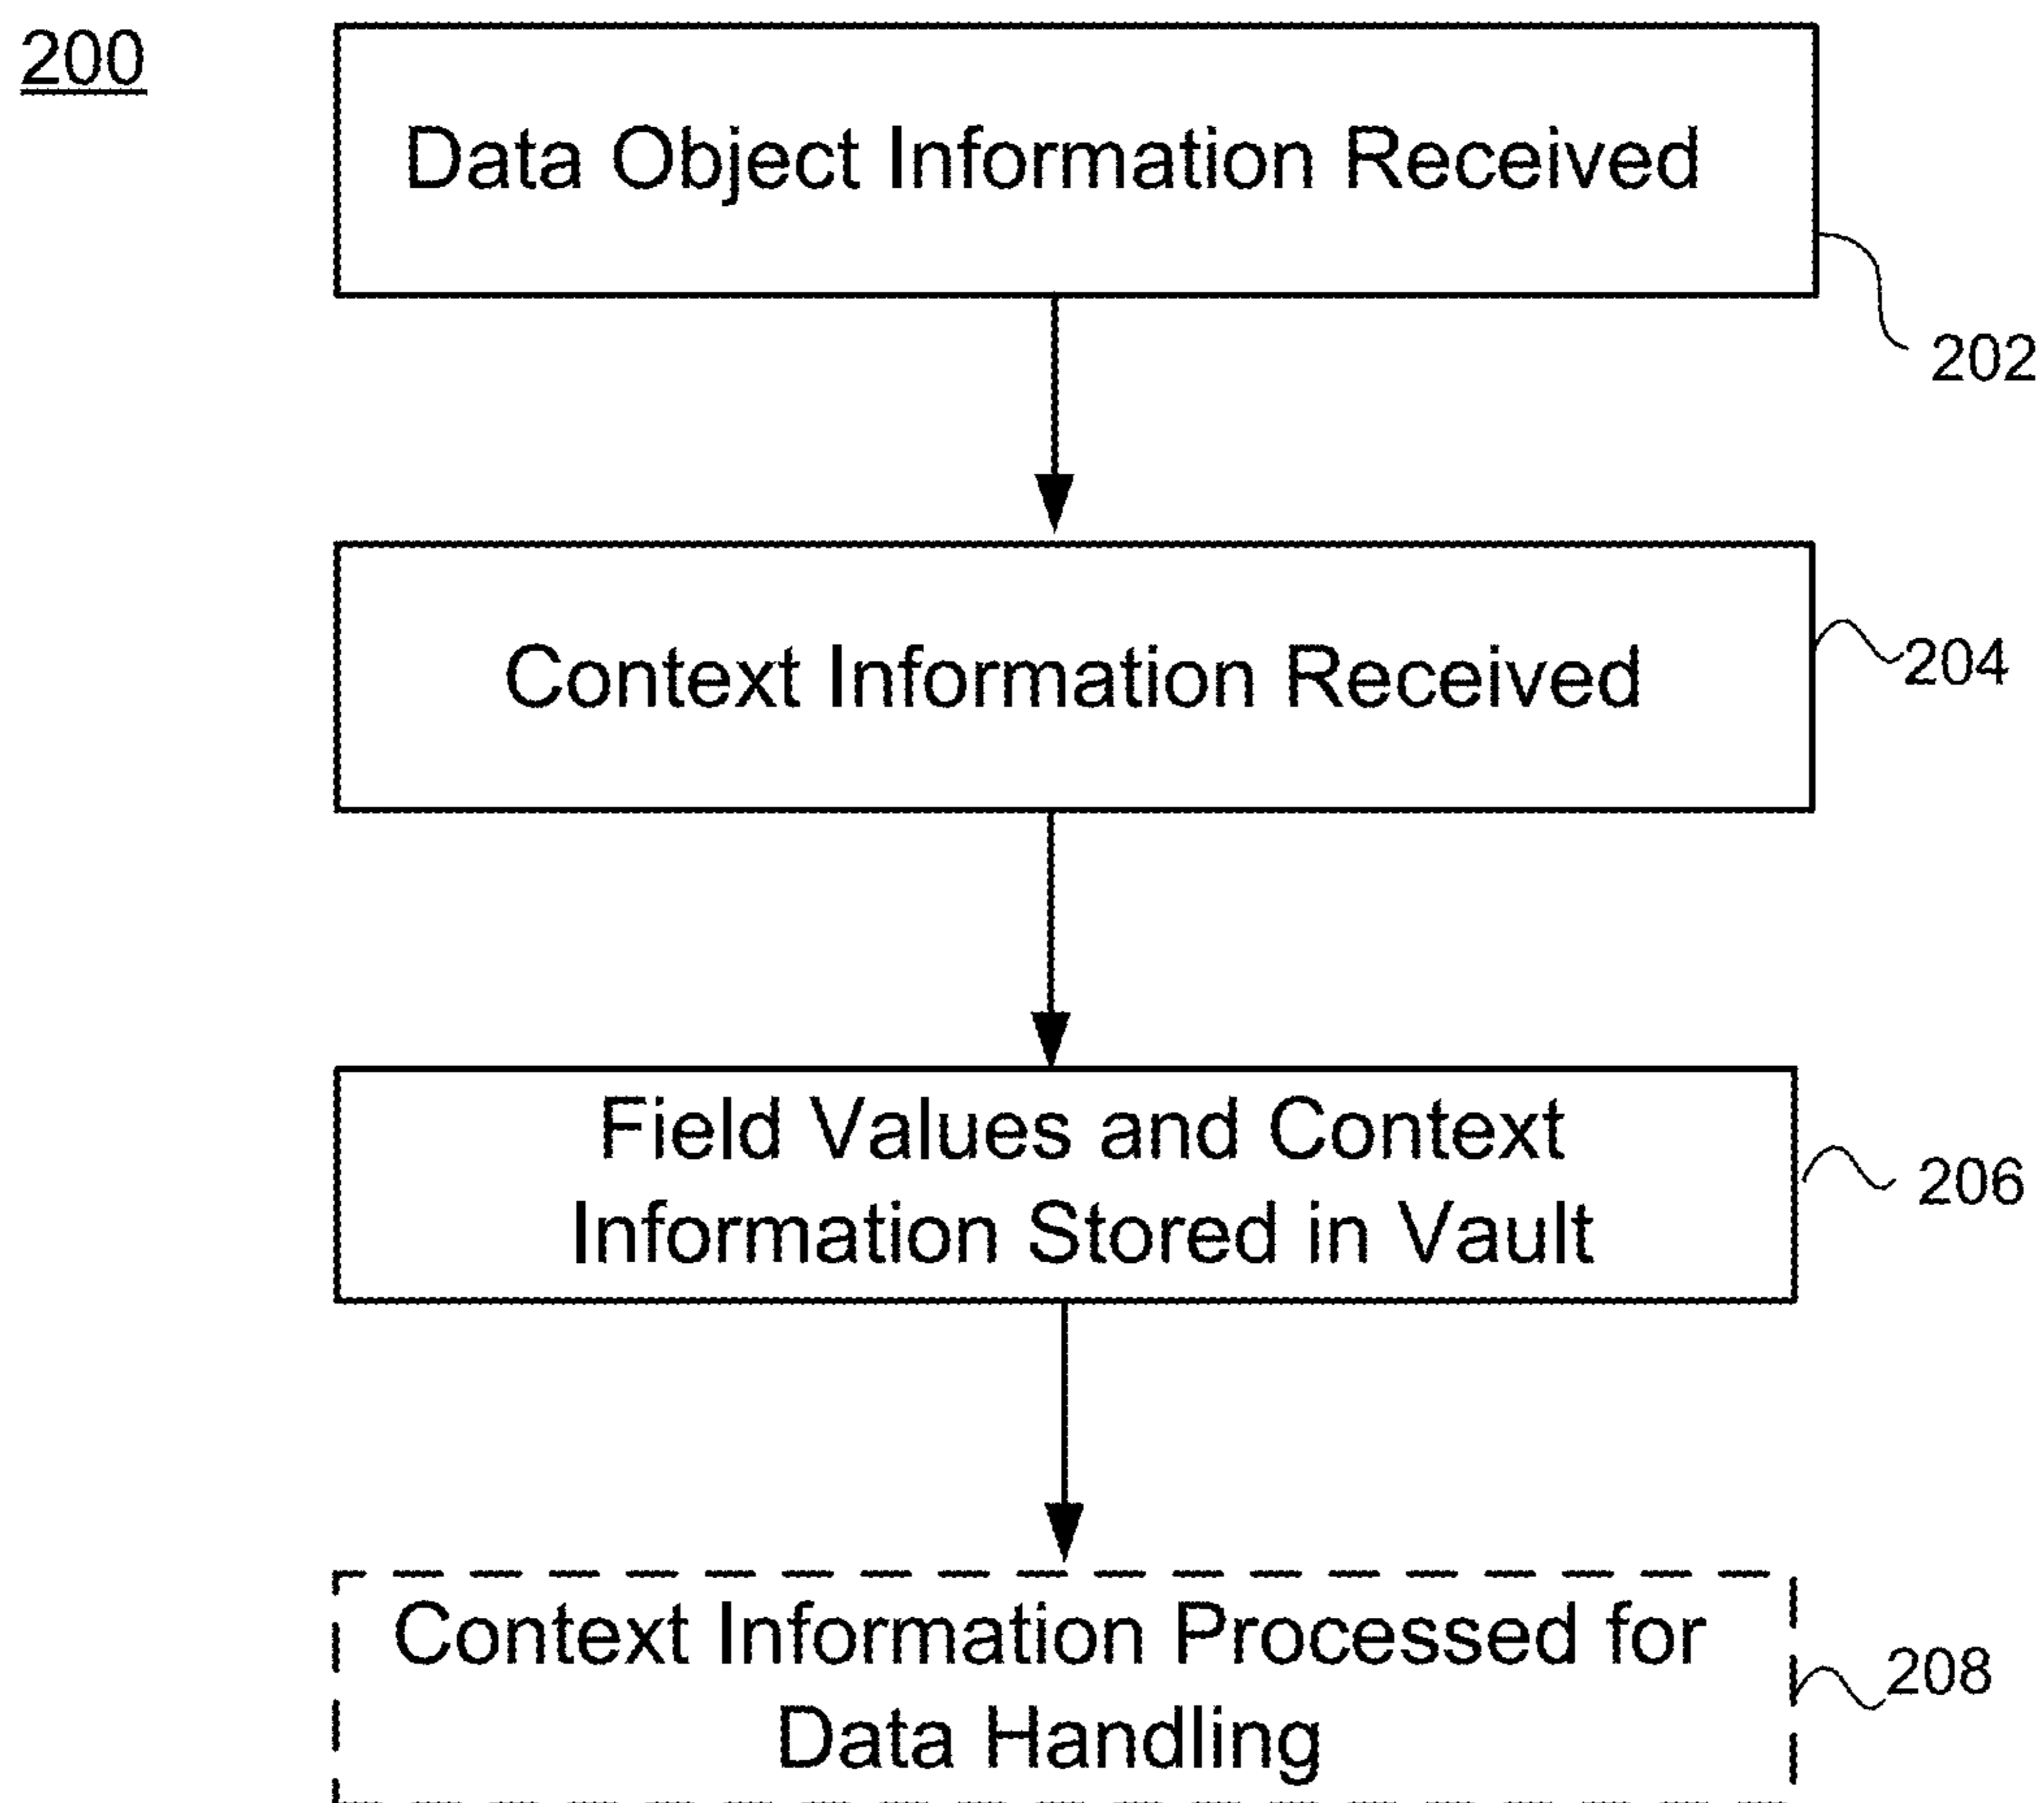 200
Data Object Information Received
202
Context Information Received
204
Field Values and Context
Information Stored in Vault
206
Context Information Processed for
Data Handling
208